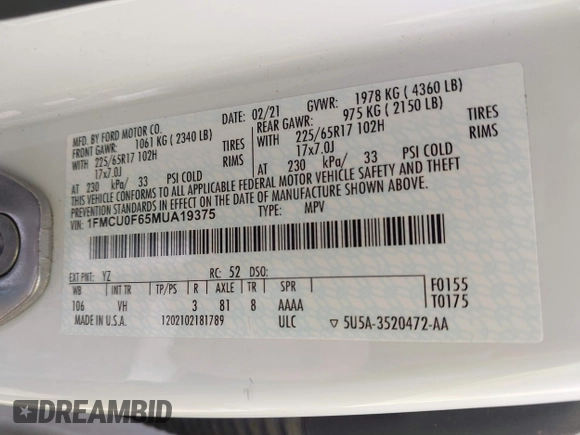 MFD. BY FORD MOTOR CO.
DATE: 02/21 GVWR: 1978 KG ( 4360 LB)
FRONT GAWR: 1061 KG ( 2340 LB) REAR GAWR: 975 KG ( 2150 LB)
WITH 225/65R17 102H TIRES WITH 225/65R17 102H TIRES
17x7.0J RIMS 17x7.0J RIMS
AT 230 kPa/ 33 PSI COLD AT 230 kPa/ 33 PSI COLD
THIS VEHICLE CONFORMS TO ALL APPLICABLE FEDERAL MOTOR VEHICLE SAFETY AND THEFT
PREVENTION STANDARDS IN EFFECT ON THE DATE OF MANUFACTURE SHOWN ABOVE.
VIN: 1FMCU0F65MUA19375 TYPE: MPV
EXT PNT: YZ RC: 52 DSO:
WB INT TR TP/PS R AXLE TR SPR
106 VH 3 81 8 AAAA
F0155
T0175
MADE IN U.S.A. 1202102181789 ULC ▽ 5U5A-3520472-AA
DREAMBID